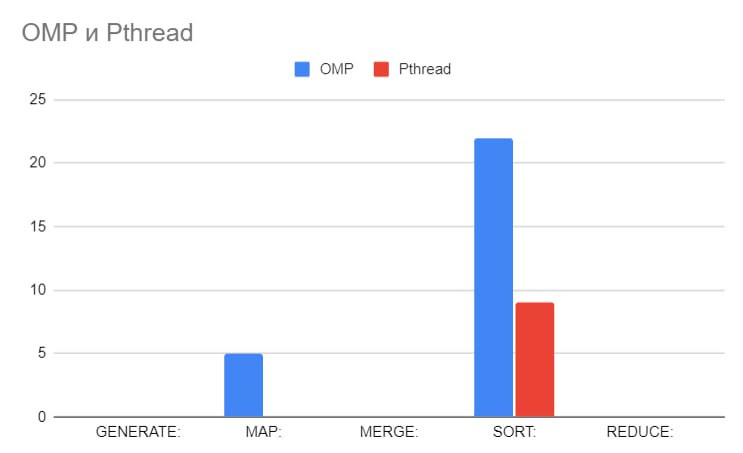 OMP и Pthread
OMP Pthread
25
20
15
10
5
0
GENERATE: MAP: MERGE: SORT: REDUCE: